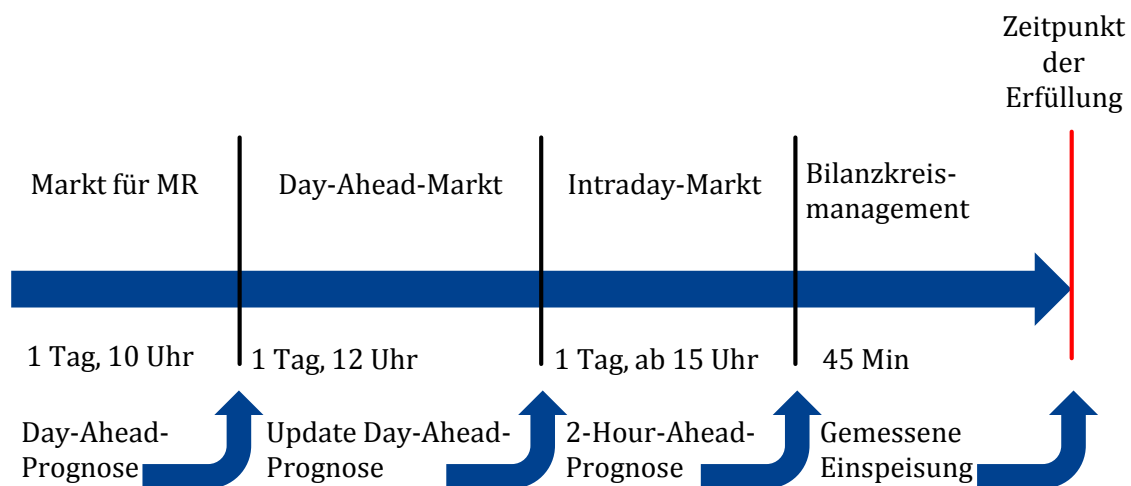 Zeitpunkt
der
Erfüllung
Markt für MR
Day-Ahead-Markt
Intraday-Markt
Bilanzkreis-
management
1 Tag, 10 Uhr
1 Tag, 12 Uhr
1 Tag, ab 15 Uhr
45 Min
Day-Ahead-
Prognose
Update Day-Ahead-
Prognose
2-Hour-Ahead-
Prognose
Gemessene
Einspeisung